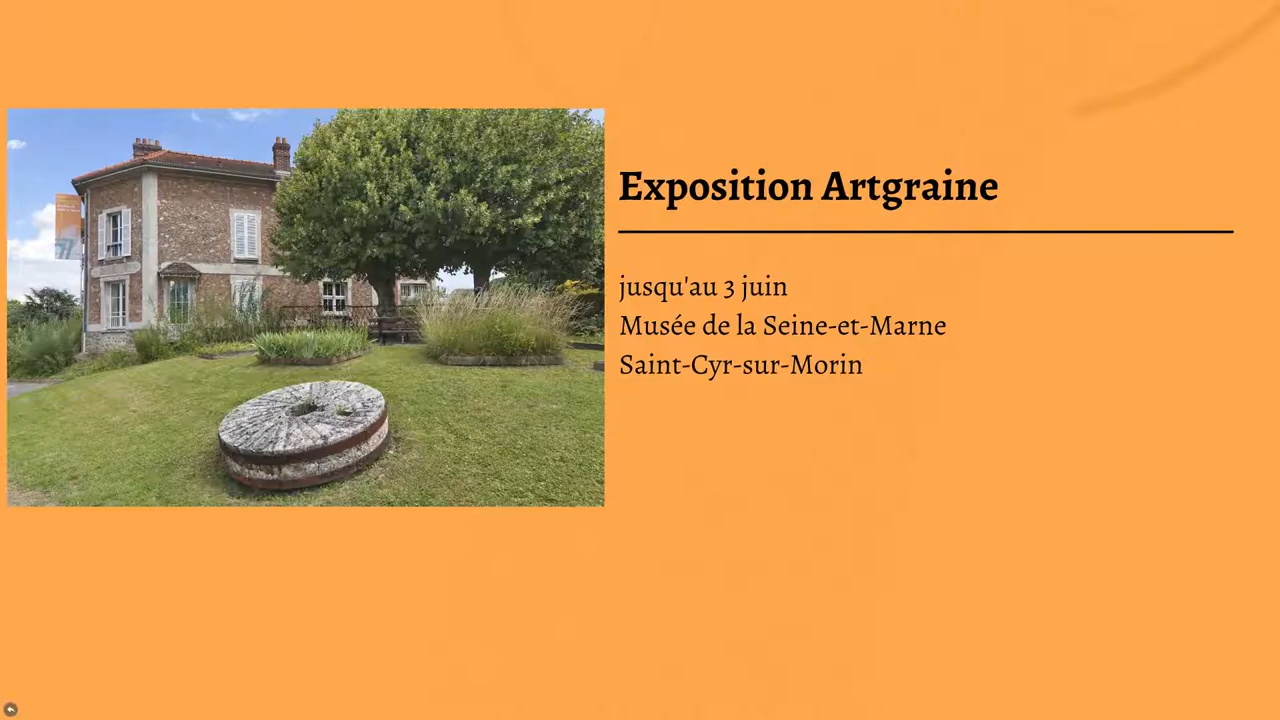 Exposition Artgraine
jusqu'au 3 juin
Musée de la Seine-et-Marne
Saint-Cyr-sur-Morin